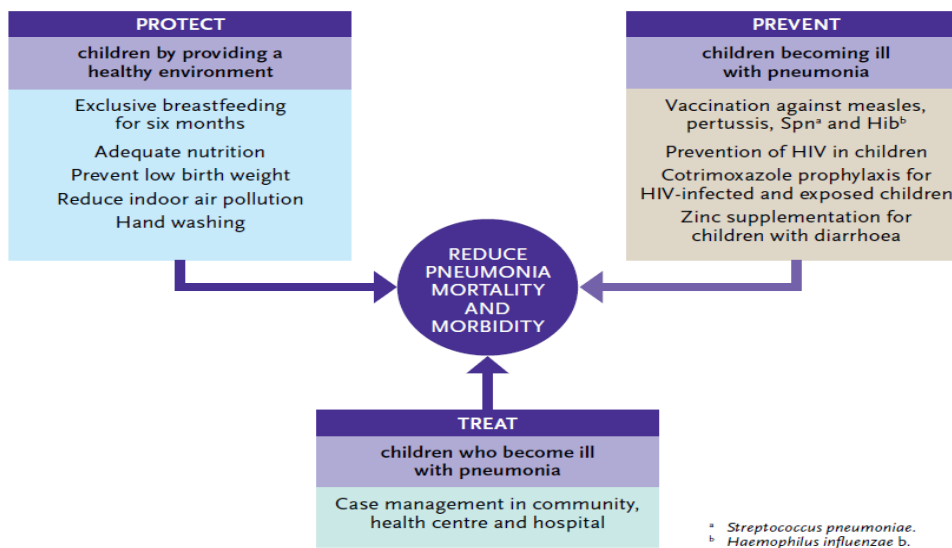 PROTECT
children by providing a
healthy environment
Exclusive breastfeeding
for six months
Adequate nutrition
Prevent low birth weight
Reduce indoor air pollution
Hand washing
PREVENT
children becoming ill
with pneumonia
Vaccination against measles,
pertussis, Spnᵃ and Hibᵇ
Prevention of HIV in children
Cotrimoxazole prophylaxis for
HIV-infected and exposed children
Zinc supplementation for
children with diarrhoea
REDUCE
PNEUMONIA
MORTALITY
AND
MORBIDITY
TREAT
children who become ill
with pneumonia
Case management in community,
health centre and hospital
ᵃ Streptococcus pneumoniae.
ᵇ Haemophilus influenzae b.